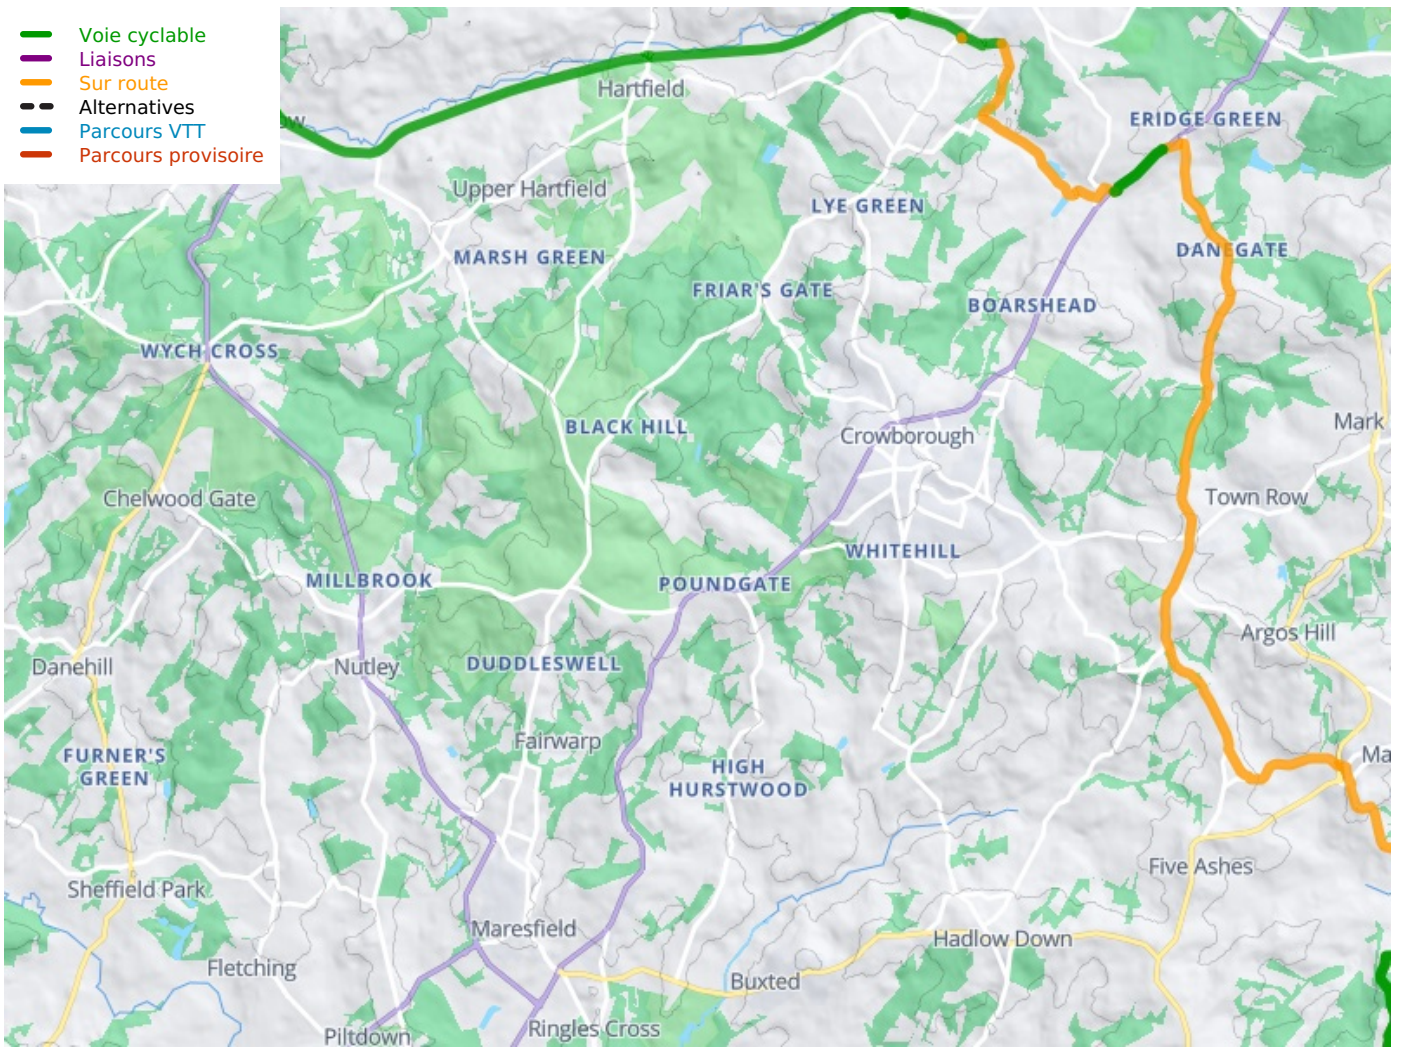 Voie cyclable
Liaisons
Sur route
Alternatives
Parcours VTT
Parcours provisoire
Hartfield
ERIDGE GREEN
Upper Hartfield
LYE GREEN
MARSH GREEN
DANEGATE
FRIAR'S GATE
BOARSHEAD
WYCH CROSS
Mark
BLACK HILL
Crowborough
Chelwood Gate
Town Row
WHITEHILL
MILLBROOK
POUNDGATE
Argos Hill
Danehill
Nutley
DUDDLESWELL
Fairwarp
FURNER'S
GREEN
HIGH
HURSTWOOD
Ma
Five Ashes
Sheffield Park
Maresfield
Hadlow Down
Fletching
Buxted
Ringles Cross
Piltdown